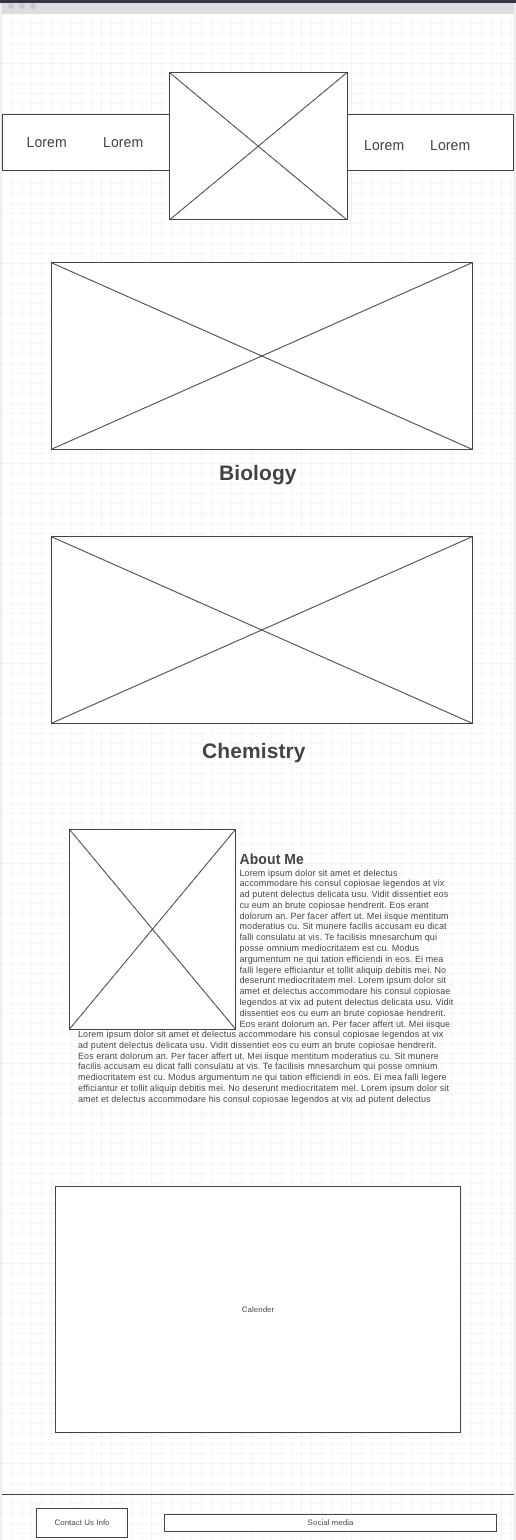 Lorem Lorem Lorem Lorem
Biology
Chemistry
About Me
Lorem ipsum dolor sit amet et delectus
accommodare his consul copiosae legendos at vix
ad putent delectus delicata usu. Vidit dissentiet eos
cu eum an brute copiosae hendrerit. Eos erant
dolorum an. Per facer affert ut. Mei iisque mentitum
moderatius cu. Sit munere facilis accusam eu dicat
falli consulatu at vis. Te facilisis mnesarchum qui
posse omnium mediocritatem est cu. Modus
argumentum ne qui tation efficiendi in eos. Ei mea
falli legere efficiantur et tollit aliquip debitis mei. No
deserunt mediocritatem mel. Lorem ipsum dolor sit
amet et delectus accommodare his consul copiosae
legendos at vix ad putent delectus delicata usu. Vidit
dissentiet eos cu eum an brute copiosae hendrerit.
Eos erant dolorum an. Per facer affert ut. Mei iisque
Lorem ipsum dolor sit amet et delectus accommodare his consul copiosae legendos at vix
ad putent delectus delicata usu. Vidit dissentiet eos cu eum an brute copiosae hendrerit.
Eos erant dolorum an. Per facer affert ut. Mei iisque mentitum moderatius cu. Sit munere
facilis accusam eu dicat falli consulatu at vis. Te facilisis mnesarchum qui posse omnium
mediocritatem est cu. Modus argumentum ne qui tation efficiendi in eos. Ei mea falli legere
efficiantur et tollit aliquip debitis mei. No deserunt mediocritatem mel. Lorem ipsum dolor sit
amet et delectus accommodare his consul copiosae legendos at vix ad putent delectus
Calender
Contact Us Info
Social media